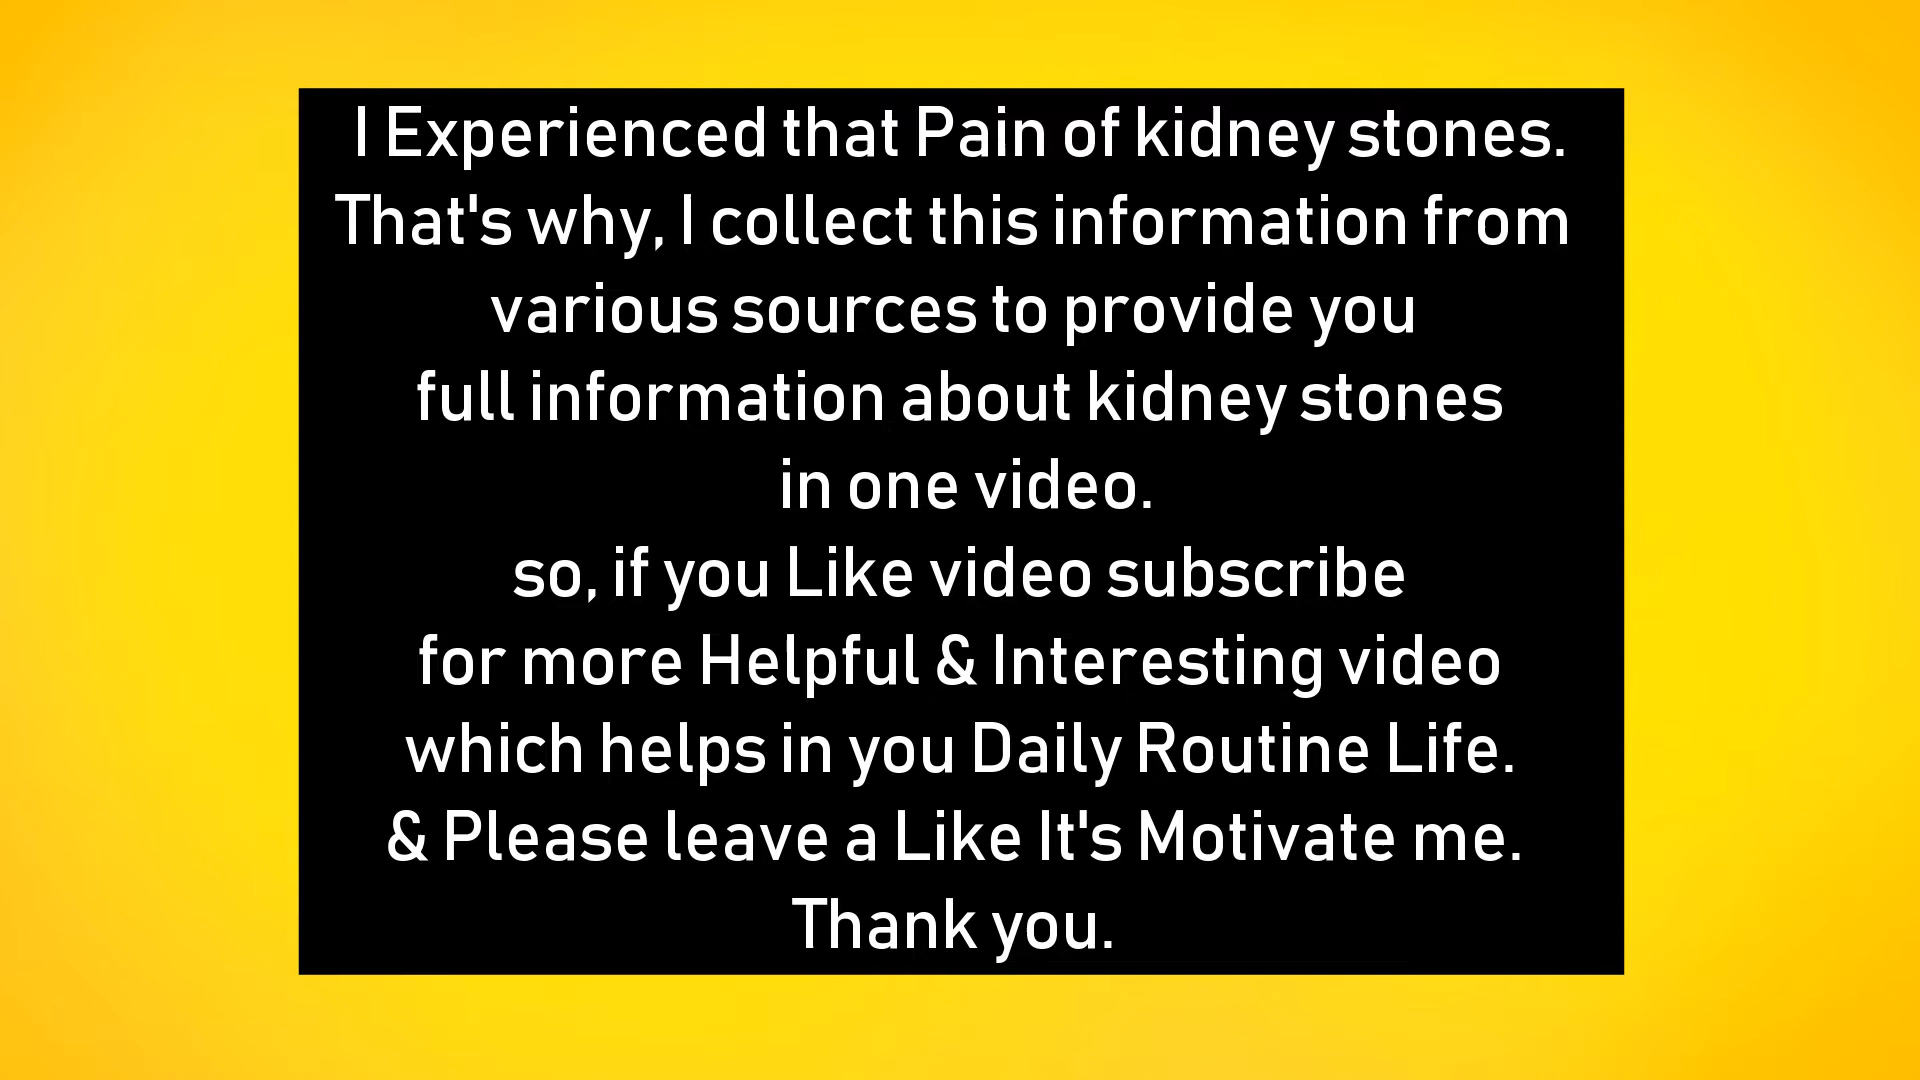 I Experienced that Pain of kidney stones.
That's why, I collect this information from
various sources to provide you
full information about kidney stones
in one video.
so, if you Like video subscribe
for more Helpful & Interesting video
which helps in you Daily Routine Life.
& Please leave a Like It's Motivate me.
Thank you.